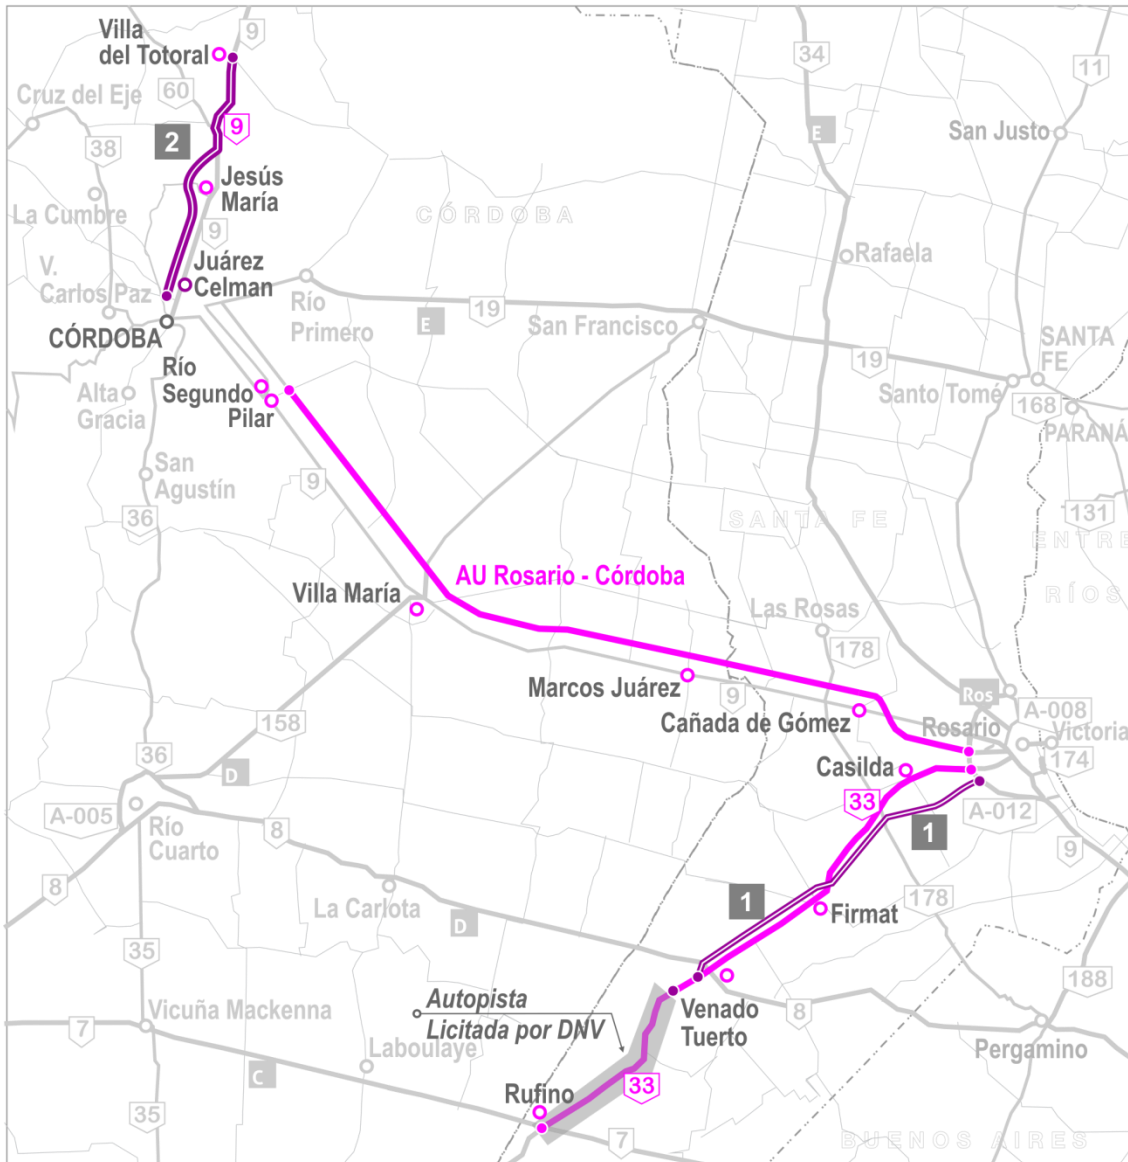 Villa
del Totoral
9
34
11
60
Cruz del Eje
E
2
9
San Justo
38
Jesús
María
La Cumbre
CÓRDOBA
9
V.
Carlos Paz
Juárez
Celman
Rafaela
Río
Primero
19
E
San Francisco
CÓRDOBA
SANTA
FE
19
Río
Segundo
Pilar
Alta
Gracia
Santo Tomé
168
PARANÁ
San
Agustín
9
36
SANTA FE
131
ENTRE
RÍOS
AU Rosario - Córdoba
Villa María
Las Rosas
178
Marcos Juárez
9
Ros
A-008
Cañada de Gómez
Rosario
Victoria
158
36
D
Casilda
174
33
A-012
A-005
Río
Cuarto
8
1
9
8
La Carlota
1
178
D
Firmat
35
188
Autopista
Licitada por DNV
Venado
Tuerto
8
Vicuña Mackenna
7
Laboulaye
Pergamino
C
33
Rufino
35
7
BUENOS AIRES